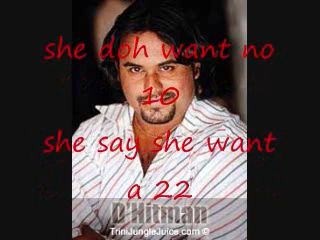 she doh want no
10
she say she want
a 22
D'Hitman
TriniJungleJuice.com ©